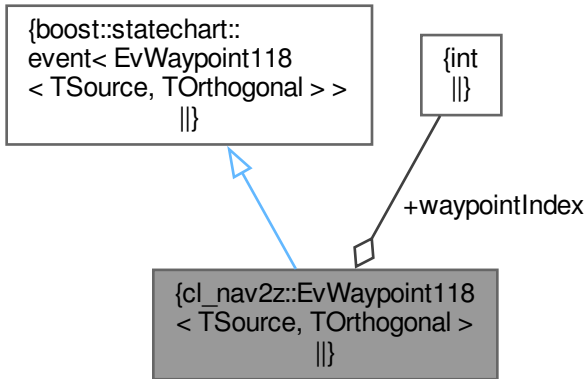 {boost::statechart::
event< EvWaypoint118
< TSource, TOrthogonal > >
||}
{int
||}
+waypointIndex
{cl_nav2z::EvWaypoint118
< TSource, TOrthogonal >
||}